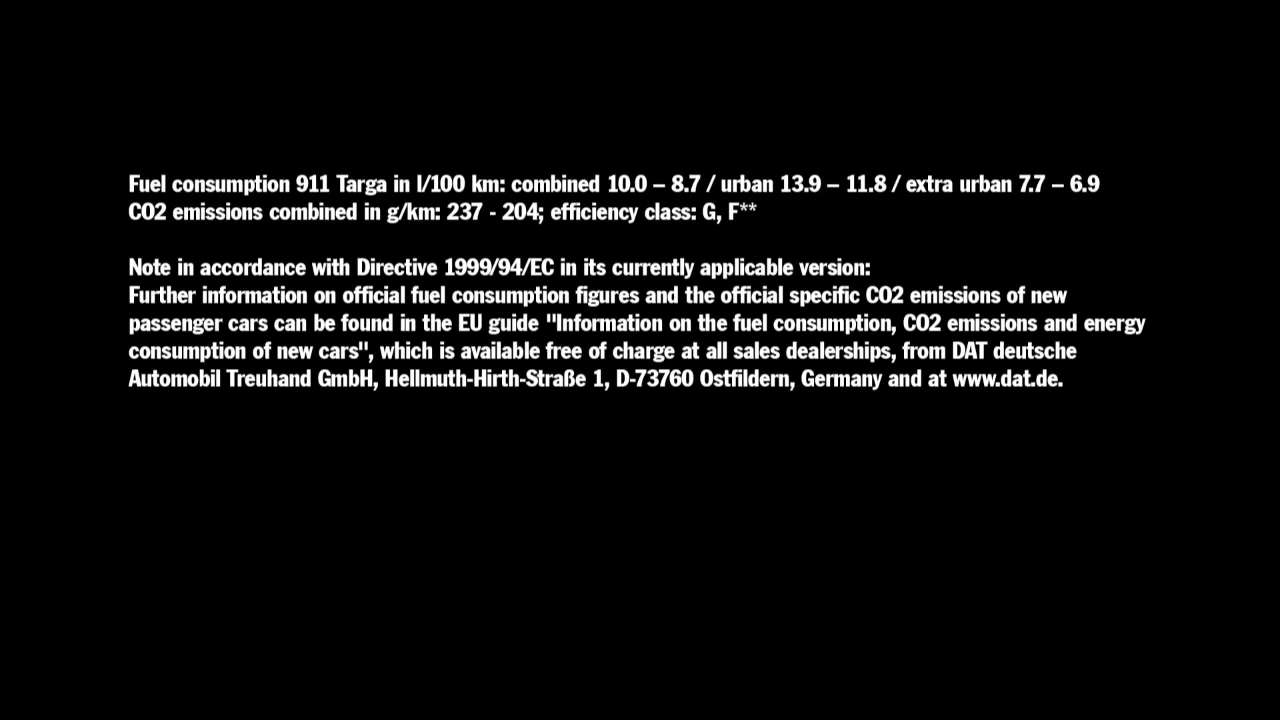 Fuel consumption 911 Targa in l/100 km: combined 10.0 – 8.7 / urban 13.9 – 11.8 / extra urban 7.7 – 6.9
CO2 emissions combined in g/km: 237 - 204; efficiency class: G, F**
Note in accordance with Directive 1999/94/EC in its currently applicable version:
Further information on official fuel consumption figures and the official specific CO2 emissions of new
passenger cars can be found in the EU guide "Information on the fuel consumption, CO2 emissions and energy
consumption of new cars", which is available free of charge at all sales dealerships, from DAT deutsche
Automobil Treuhand GmbH, Hellmuth-Hirth-Straße 1, D-73760 Ostfildern, Germany and at www.dat.de.